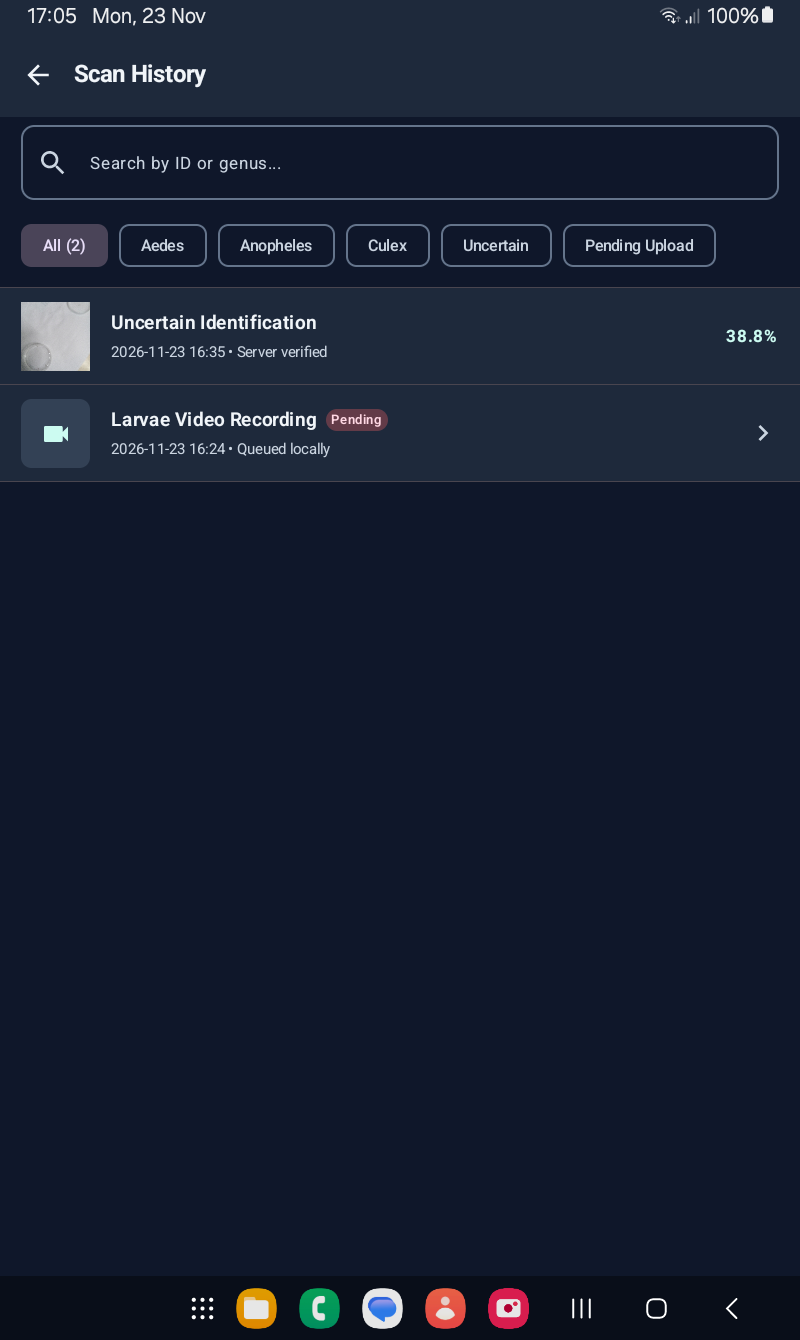 17:05 Mon, 23 Nov 100%
Scan History
Search by ID or genus...
All (2) Aedes Anopheles Culex Uncertain Pending Upload
Uncertain Identification
38.8%
2026-11-23 16:35 • Server verified
Larvae Video Recording Pending
2026-11-23 16:24 • Queued locally